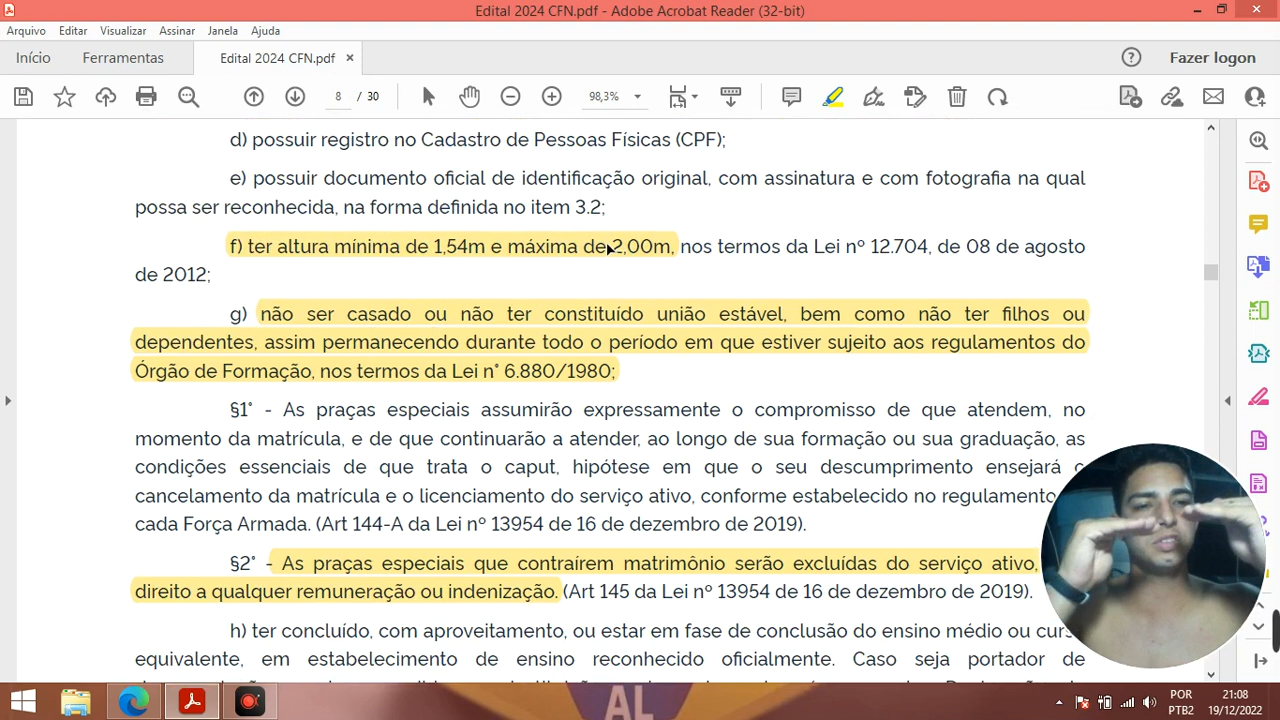 Edital 2024 CFN.pdf - Adobe Acrobat Reader (32-bit)
Arquivo Editar Visualizar Assinar Janela Ajuda
Início Ferramentas Edital 2024 CFN.pdf × Fazer logon
8 / 30 98,3%
d) possuir registro no Cadastro de Pessoas Físicas (CPF);
e) possuir documento oficial de identificação original, com assinatura e com fotografia na qual
possa ser reconhecida, na forma definida no item 3.2;
f) ter altura mínima de 1,54m e máxima de 2,00m, nos termos da Lei nº 12.704, de 08 de agosto
de 2012;
g) não ser casado ou não ter constituído união estável, bem como não ter filhos ou
dependentes, assim permanecendo durante todo o período em que estiver sujeito aos regulamentos do
Órgão de Formação, nos termos da Lei n° 6.880/1980;
§1° - As praças especiais assumirão expressamente o compromisso de que atendem, no
momento da matrícula, e de que continuarão a atender, ao longo de sua formação ou sua graduação, as
condições essenciais de que trata o caput, hipótese em que o seu descumprimento ensejará
cancelamento da matrícula e o licenciamento do serviço ativo, conforme estabelecido no regulamento
cada Força Armada. (Art 144-A da Lei nº 13954 de 16 de dezembro de 2019).
§2° - As praças especiais que contraírem matrimônio serão excluídas do serviço ativo,
direito a qualquer remuneração ou indenização. (Art 145 da Lei nº 13954 de 16 de dezembro de 2019).
h) ter concluído, com aproveitamento, ou estar em fase de conclusão do ensino médio ou
equivalente, em estabelecimento de ensino reconhecido oficialmente. Caso seja portador de
AL
POR 21:08
PTB2 19/12/2022